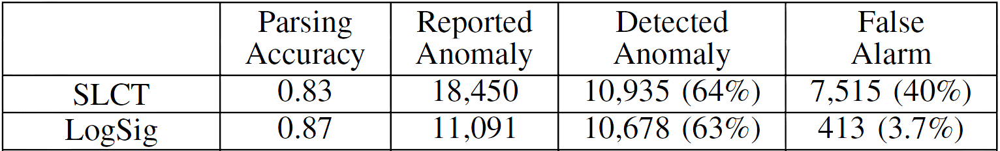 Parsing Accuracy Reported Anomaly Detected Anomaly False Alarm
SLCT 0.83 18,450 10,935 (64%) 7,515 (40%)
LogSig 0.87 11,091 10,678 (63%) 413 (3.7%)